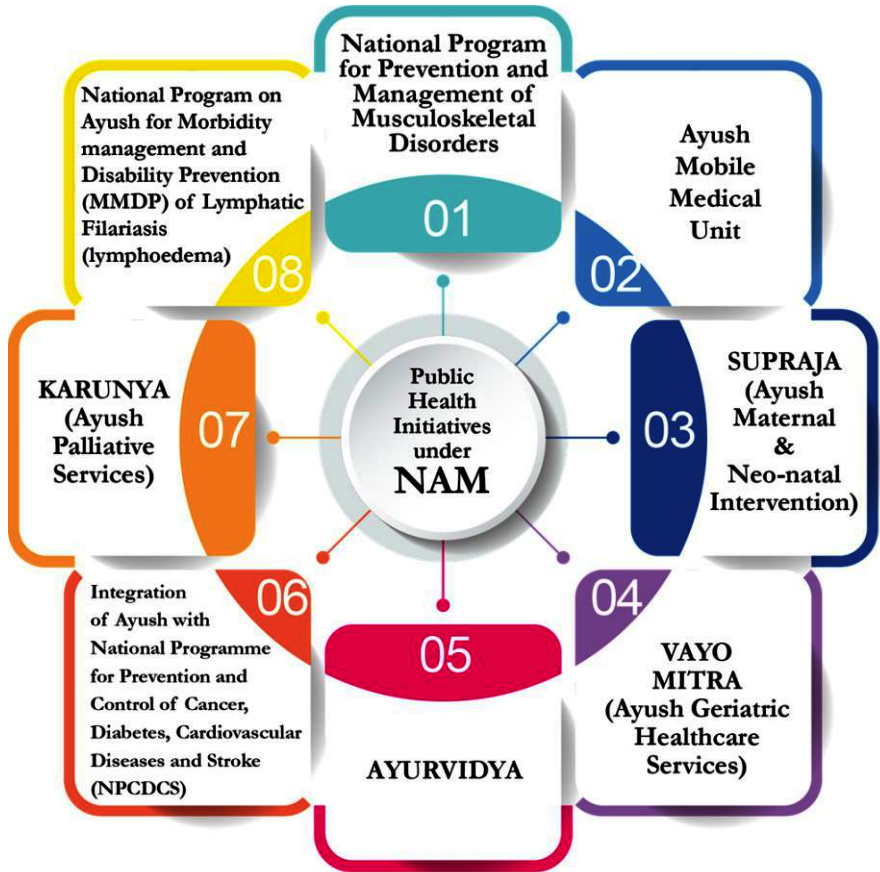 Public
Health
Initiatives
under
NAM
National Program
for Prevention and
Management of
Musculoskeletal
Disorders
01
Ayush
Mobile
Medical
Unit
02
SUPRAJA
(Ayush
Maternal
&
Neo-natal
Intervention)
03
04
VAYO
MITRA
(Ayush Geriatric
Healthcare
Services)
05
AYURVIDYA
06
Integration
of Ayush with
National Programme
for Prevention and
Control of Cancer,
Diabetes, Cardiovascular
Diseases and Stroke
(NPCDCS)
KARUNYA
(Ayush
Palliative
Services)
07
National Program on
Ayush for Morbidity
management and
Disability Prevention
(MMDP) of Lymphatic
Filariasis
(lymphoedema)
08